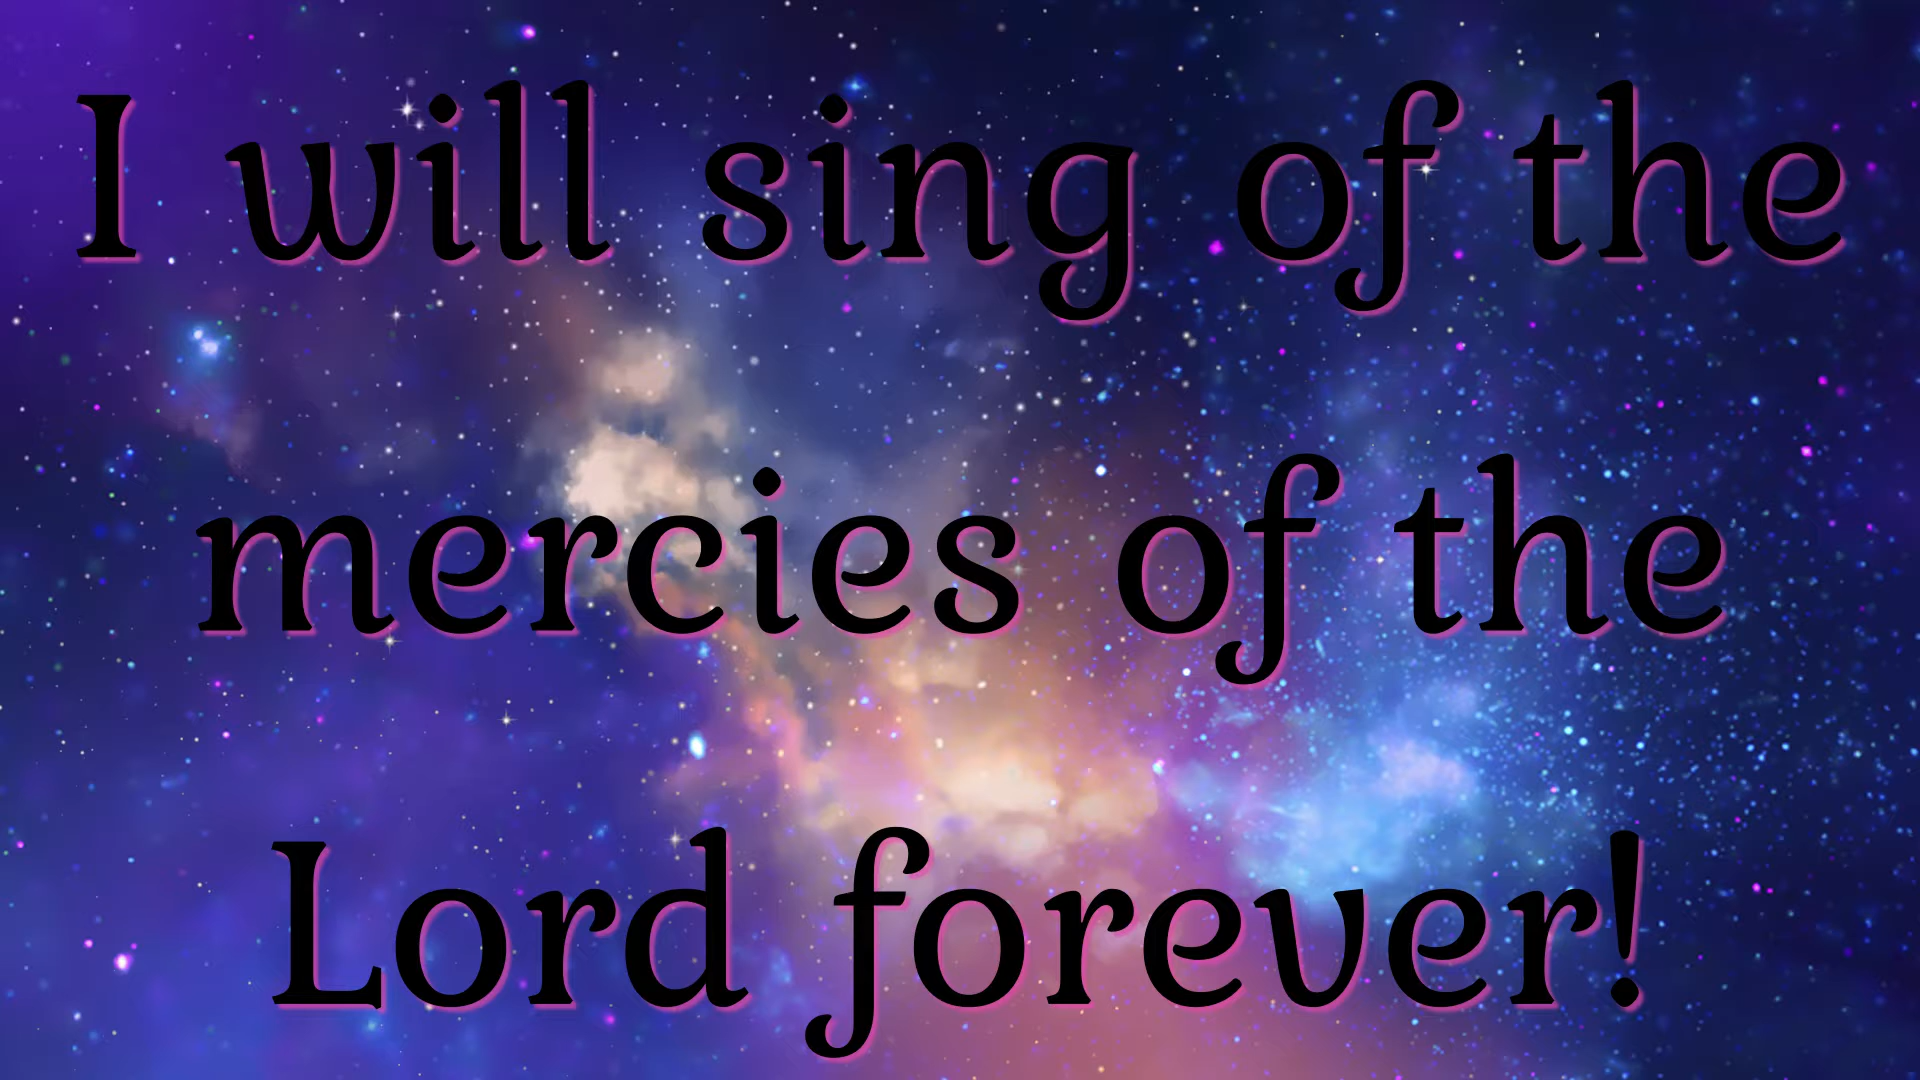 I will sing of the
mercies of the
Lord forever!